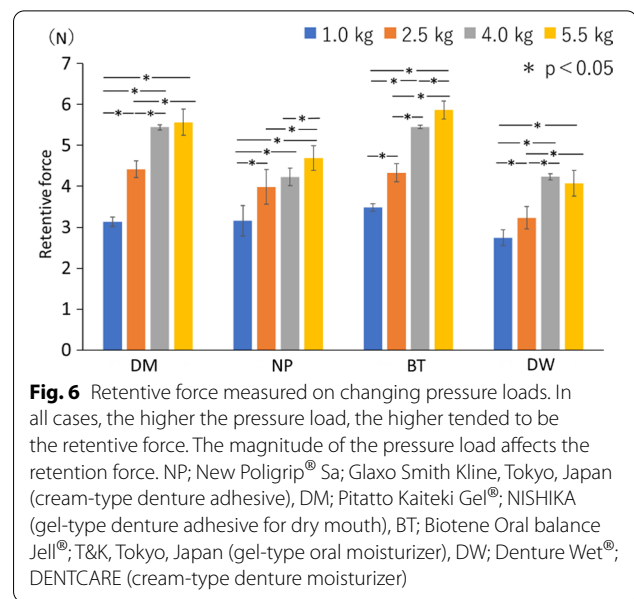 (N)
1.0 kg 2.5 kg 4.0 kg 5.5 kg
* p<0.05
Retentive force
7
6
5
4
3
2
1
0
* * * * *
* * * * *
* * * * * *
* * * * *
DM NP BT DW
Fig. 6 Retentive force measured on changing pressure loads. In
all cases, the higher the pressure load, the higher tended to be
the retentive force. The magnitude of the pressure load affects the
retention force. NP; New Poligrip® Sa; Glaxo Smith Kline, Tokyo, Japan
(cream-type denture adhesive), DM; Pitatto Kaiteki Gel®; NISHIKA
(gel-type denture adhesive for dry mouth), BT; Biotene Oral balance
Jell®; T&K, Tokyo, Japan (gel-type oral moisturizer), DW; Denture Wet®;
DENTCARE (cream-type denture moisturizer)